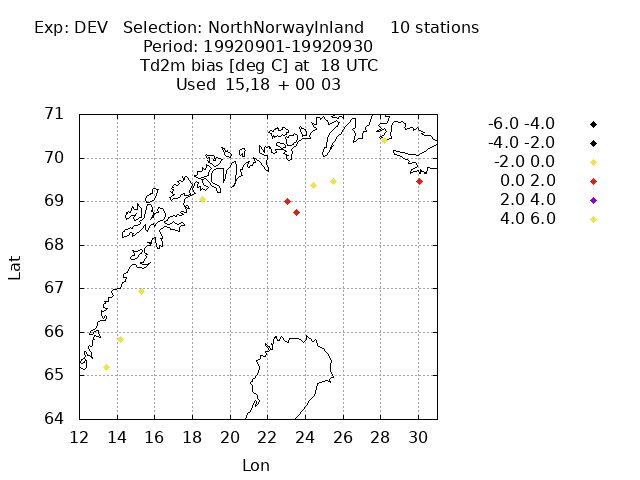 Exp: DEV Selection: NorthNorwayInland 10 stations
Period: 19920901-19920930
Td2m bias [deg C] at 18 UTC
Used 15,18 + 00 03
71
70
69
68
67
66
65
64
12 14 16 18 20 22 24 26 28 30
Lat
Lon
-6.0 -4.0
-4.0 -2.0
-2.0 0.0
0.0 2.0
2.0 4.0
4.0 6.0